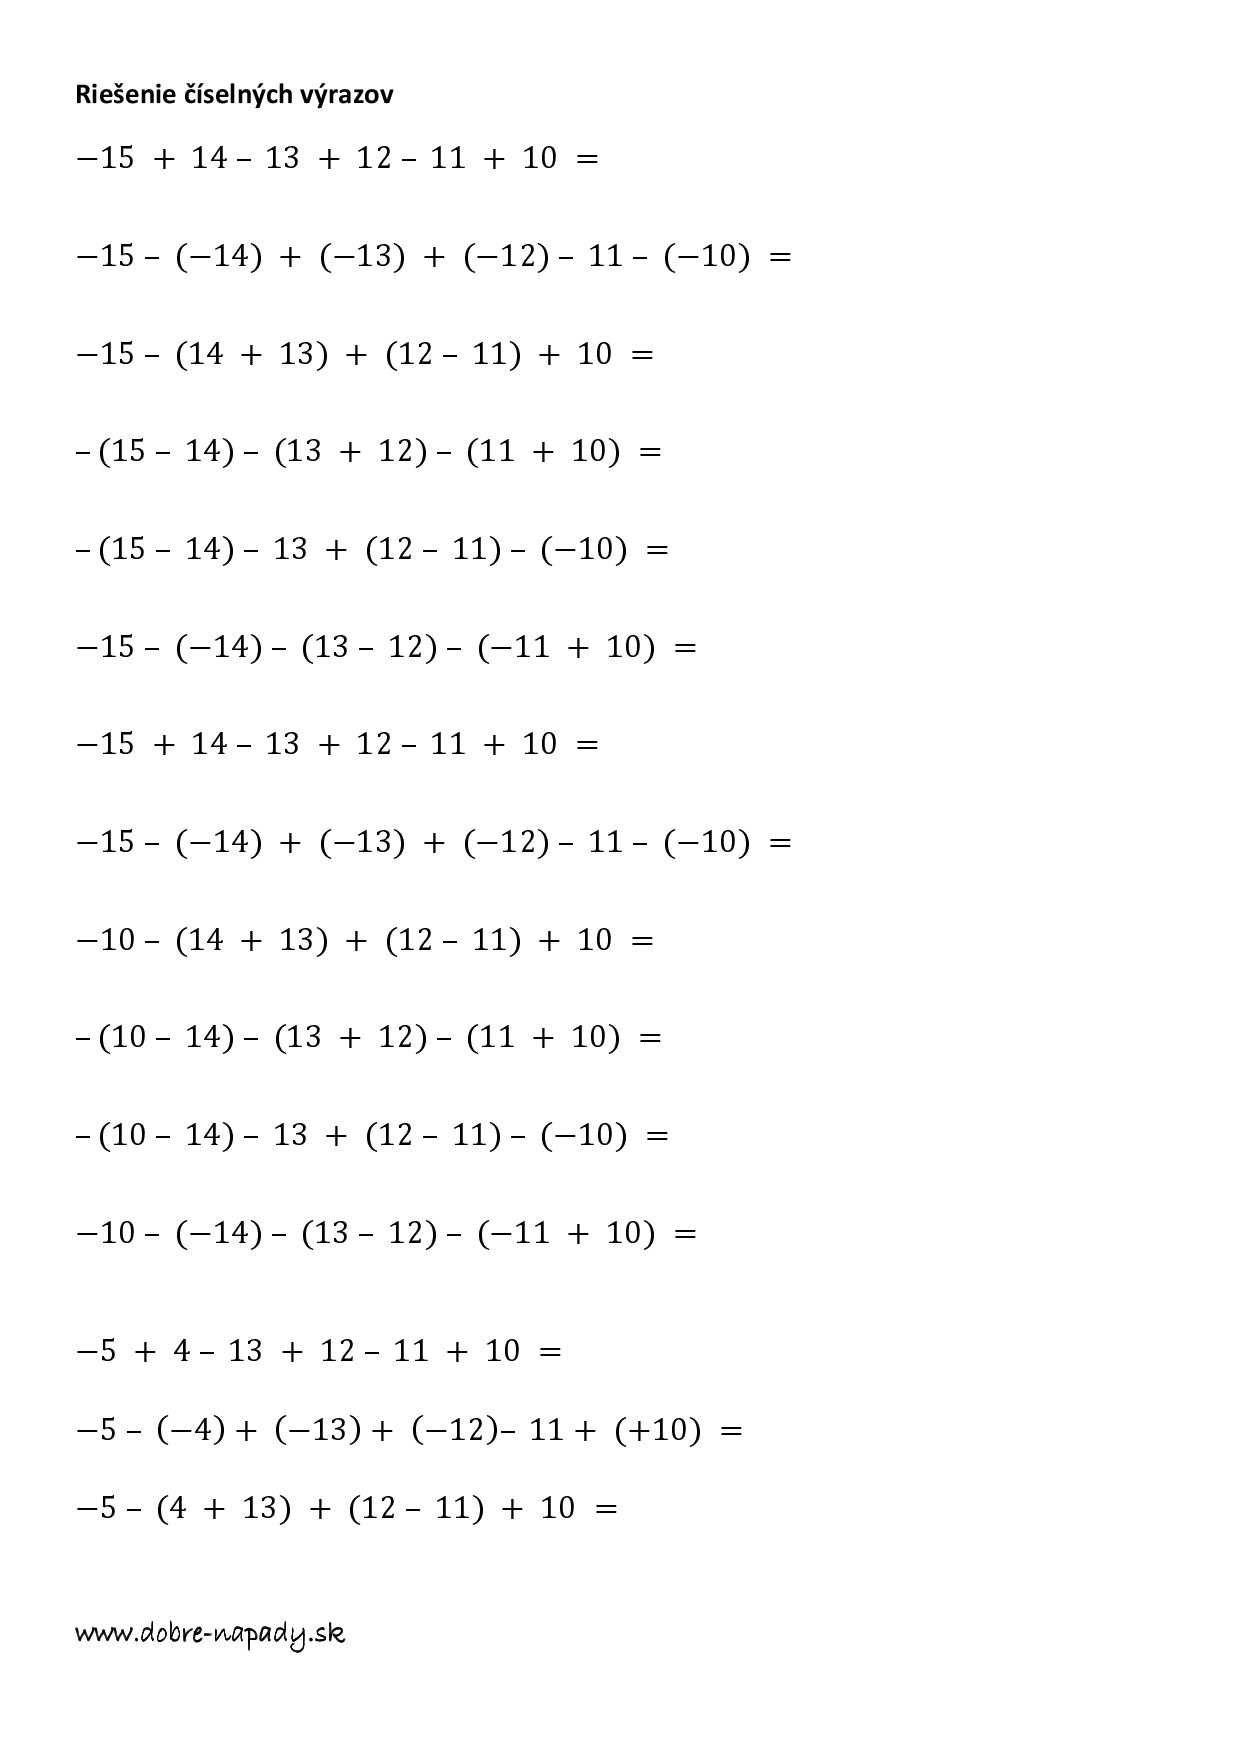 Riešenie číselných výrazov
−15 + 14 – 13 + 12 – 11 + 10 =
−15 – (−14) + (−13) + (−12) – 11 – (−10) =
−15 – (14 + 13) + (12 – 11) + 10 =
– (15 – 14) – (13 + 12) – (11 + 10) =
– (15 – 14) – 13 + (12 – 11) – (−10) =
−15 – (−14) – (13 – 12) – (−11 + 10) =
−15 + 14 – 13 + 12 – 11 + 10 =
−15 – (−14) + (−13) + (−12) – 11 – (−10) =
−10 – (14 + 13) + (12 – 11) + 10 =
– (10 – 14) – (13 + 12) – (11 + 10) =
– (10 – 14) – 13 + (12 – 11) – (−10) =
−10 – (−14) – (13 – 12) – (−11 + 10) =
−5 + 4 – 13 + 12 – 11 + 10 =
−5 – (−4) + (−13) + (−12)– 11 + (+10) =
−5 – (4 + 13) + (12 – 11) + 10 =
www.dobre-napady.sk